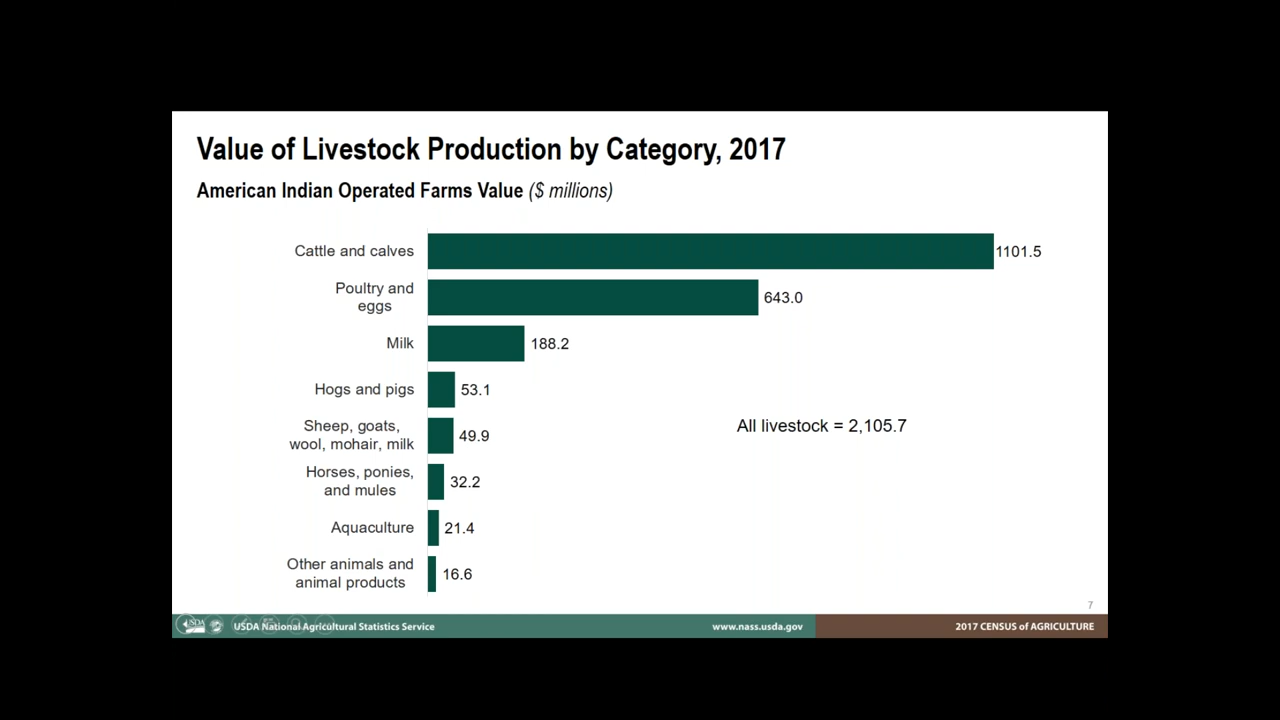 Value of Livestock Production by Category, 2017
American Indian Operated Farms Value ($ millions)
Cattle and calves 1101.5
Poultry and
eggs 643.0
Milk 188.2
Hogs and pigs 53.1
Sheep, goats,
wool, mohair, milk 49.9
All livestock = 2,105.7
Horses, ponies,
and mules 32.2
Aquaculture 21.4
Other animals and
animal products 16.6
7
USDA
USDA National Agricultural Statistics Service
www.nass.usda.gov
2017 CENSUS of AGRICULTURE